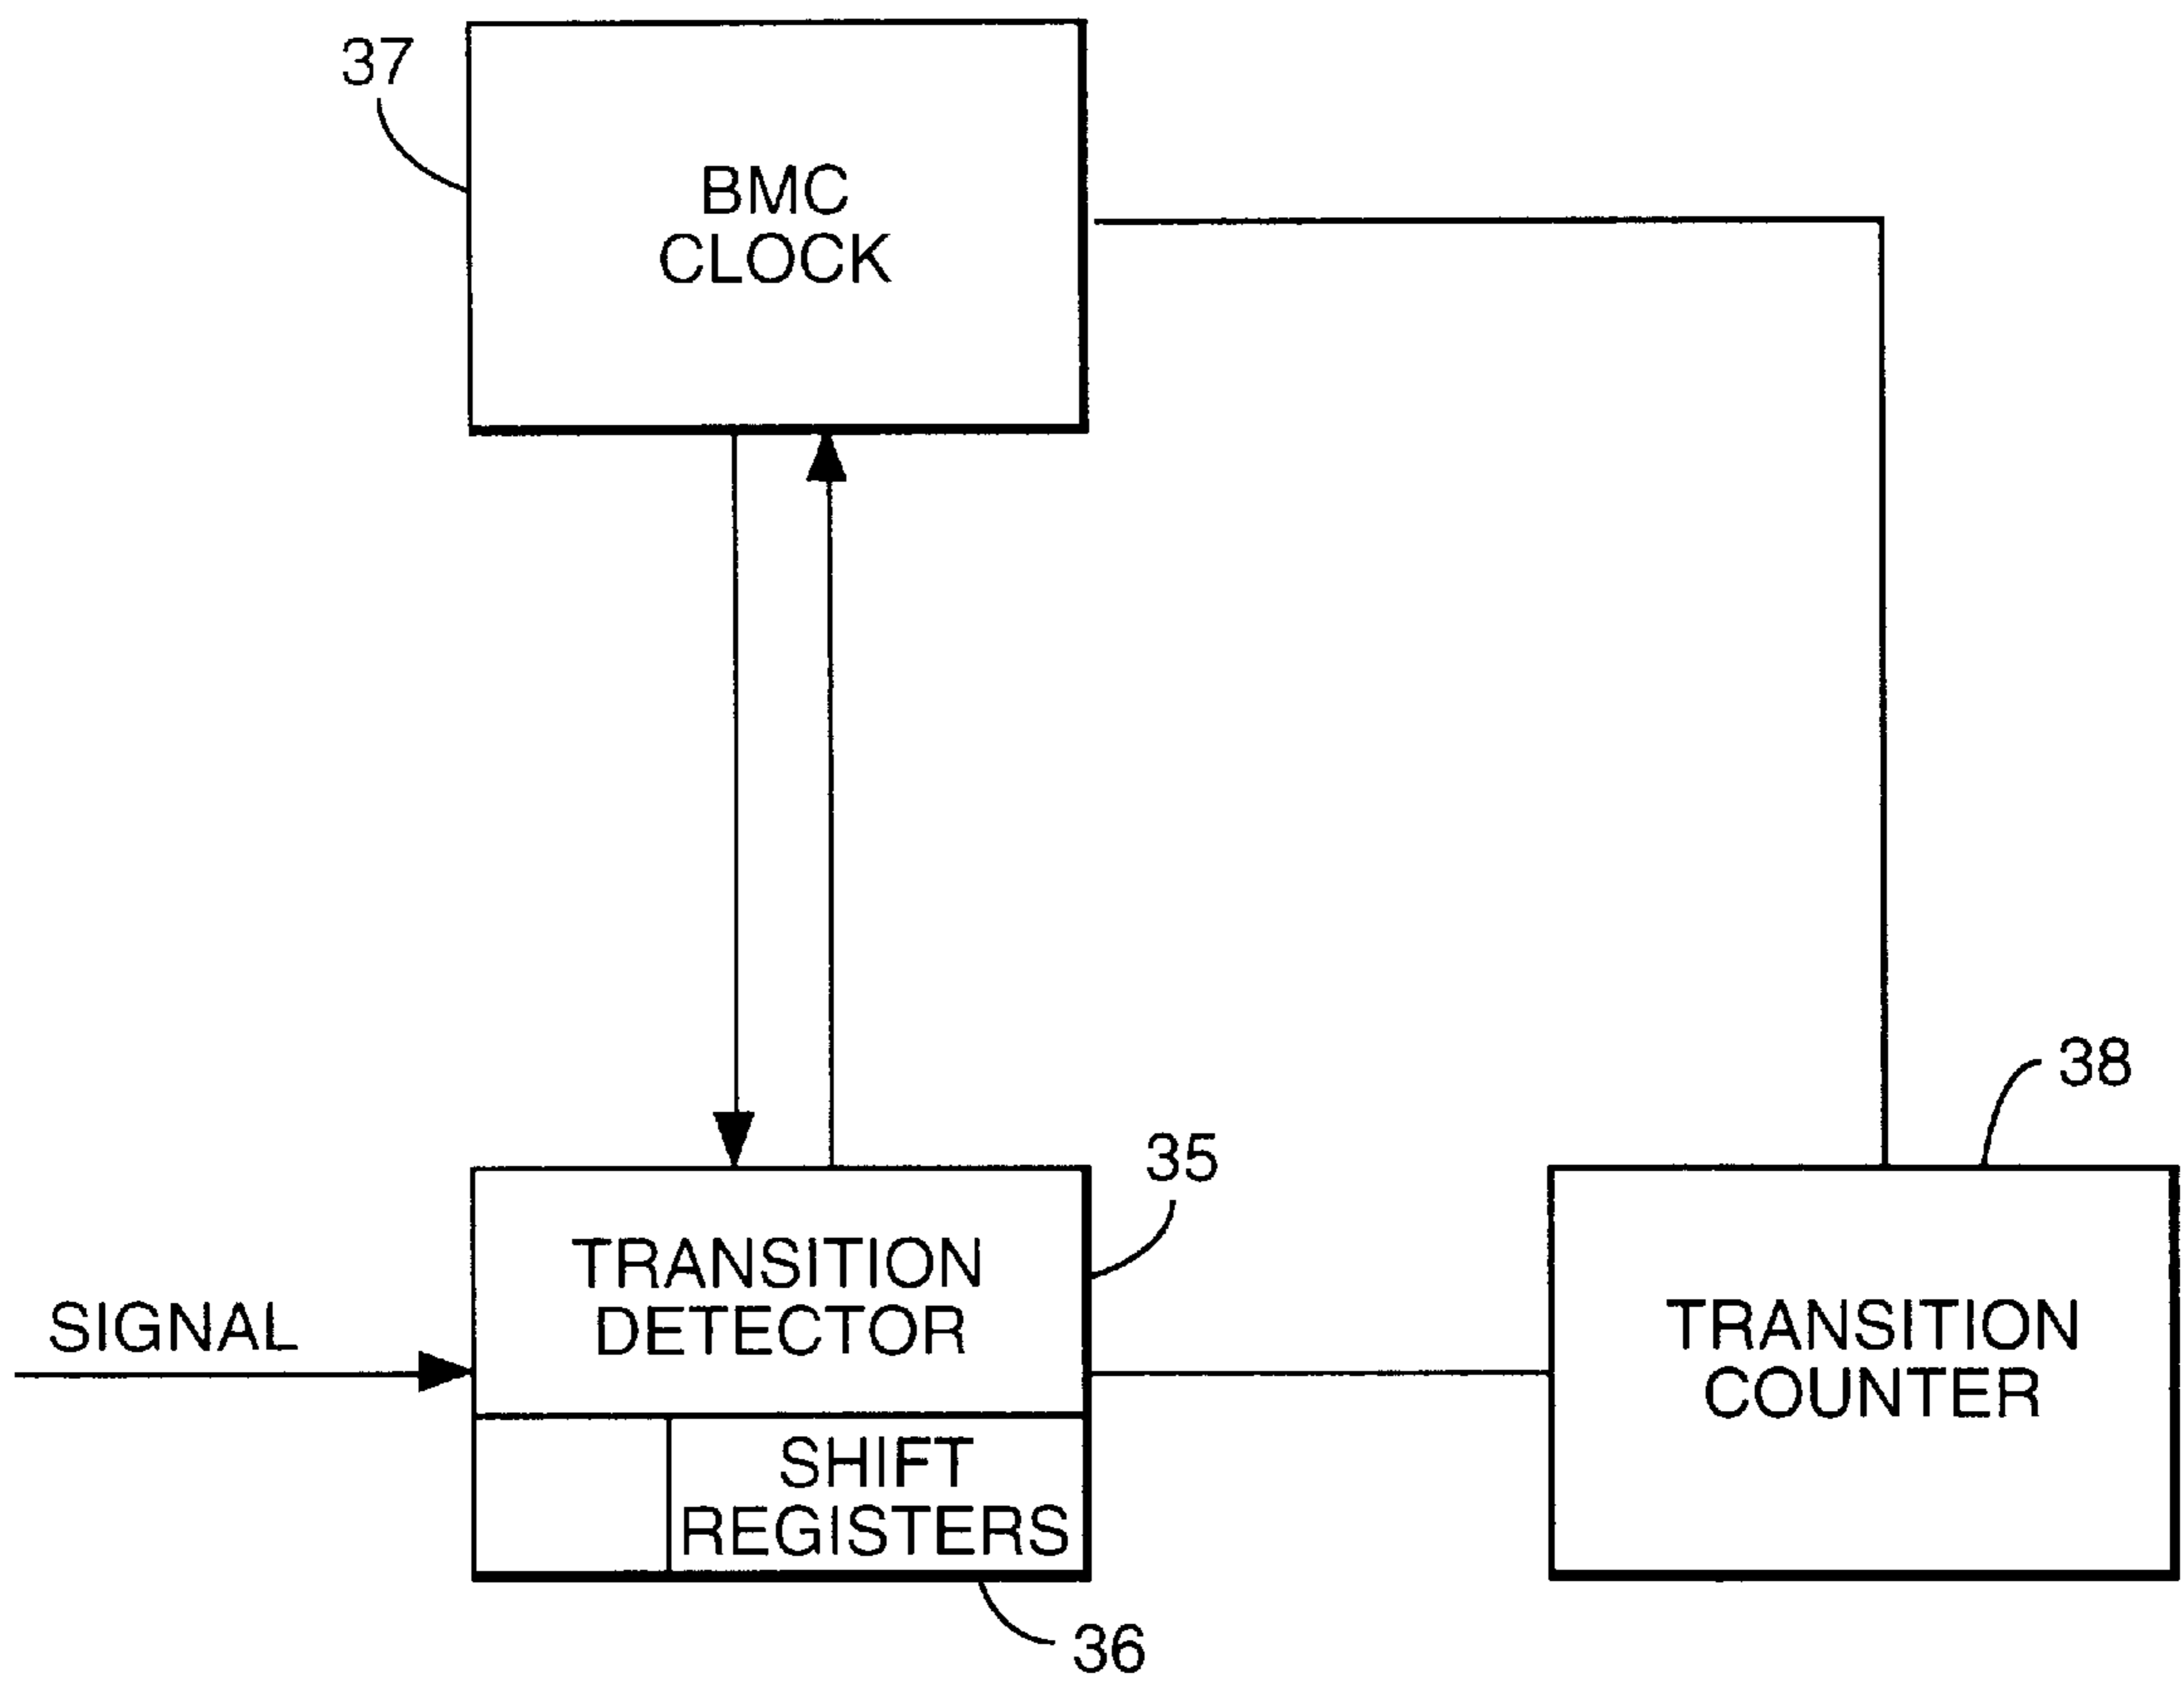 37
BMC
CLOCK
38
35
TRANSITION
DETECTOR
SIGNAL
TRANSITION
COUNTER
SHIFT
REGISTERS
36